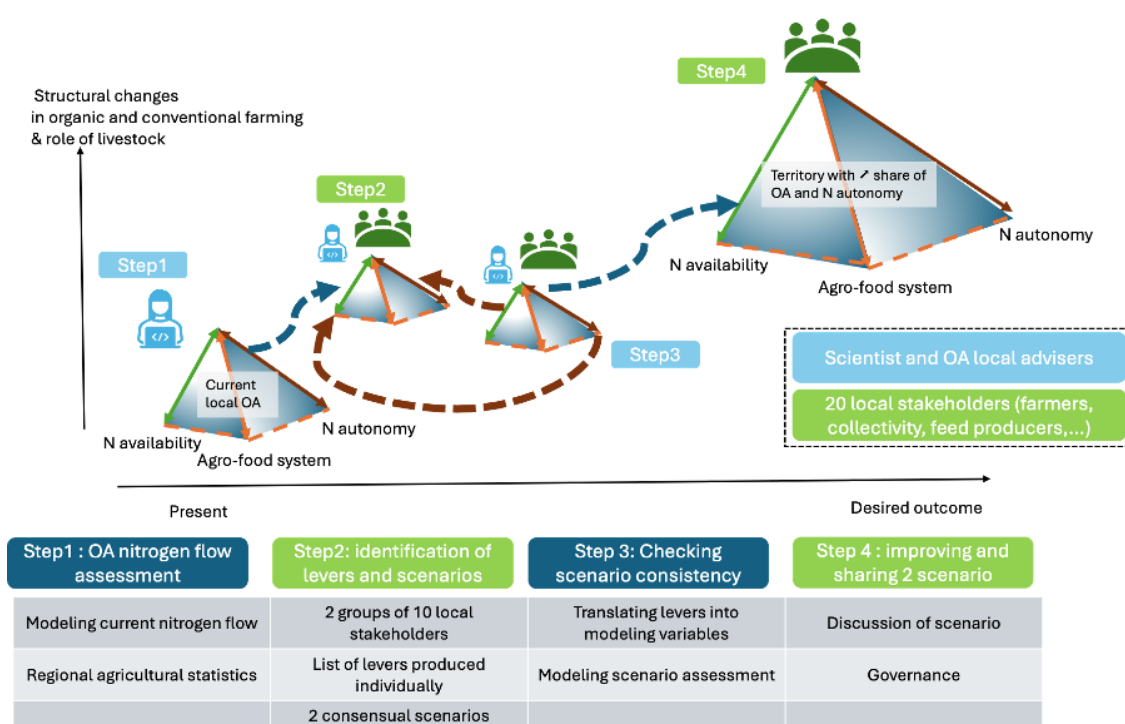 Structural changes
in organic and conventional farming
& role of livestock
Step4
Step2
Step1
Step3
Territory with ↗ share of
OA and N autonomy
N availability
N autonomy
Agro-food system
Current
local OA
N availability
N autonomy
Agro-food system
Scientist and OA local advisers
20 local stakeholders (farmers,
collectivity, feed producers,...)
Present
Desired outcome
Step1 : OA nitrogen flow
assessment
Step2: identification of
levers and scenarios
Step 3: Checking
scenario consistency
Step 4 : improving and
sharing 2 scenario
Modeling current nitrogen flow
2 groups of 10 local
stakeholders
Translating levers into
modeling variables
Discussion of scenario
Regional agricultural statistics
List of levers produced
individually
Modeling scenario assessment
Governance
2 consensual scenarios